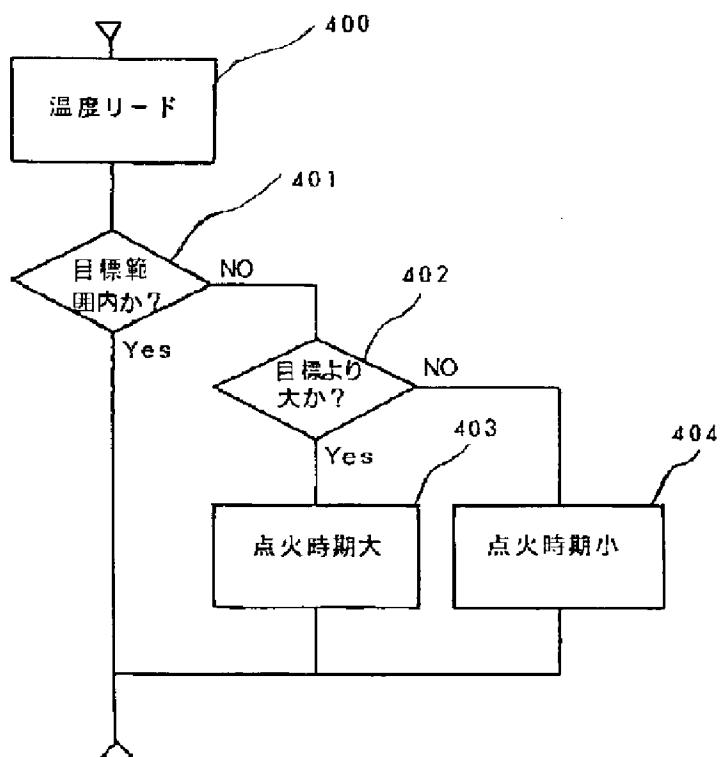 400
温度リード
401
目標範
囲内か?
NO
Yes
402
目標より
大か?
NO
Yes
403
点火時期大
404
点火時期小